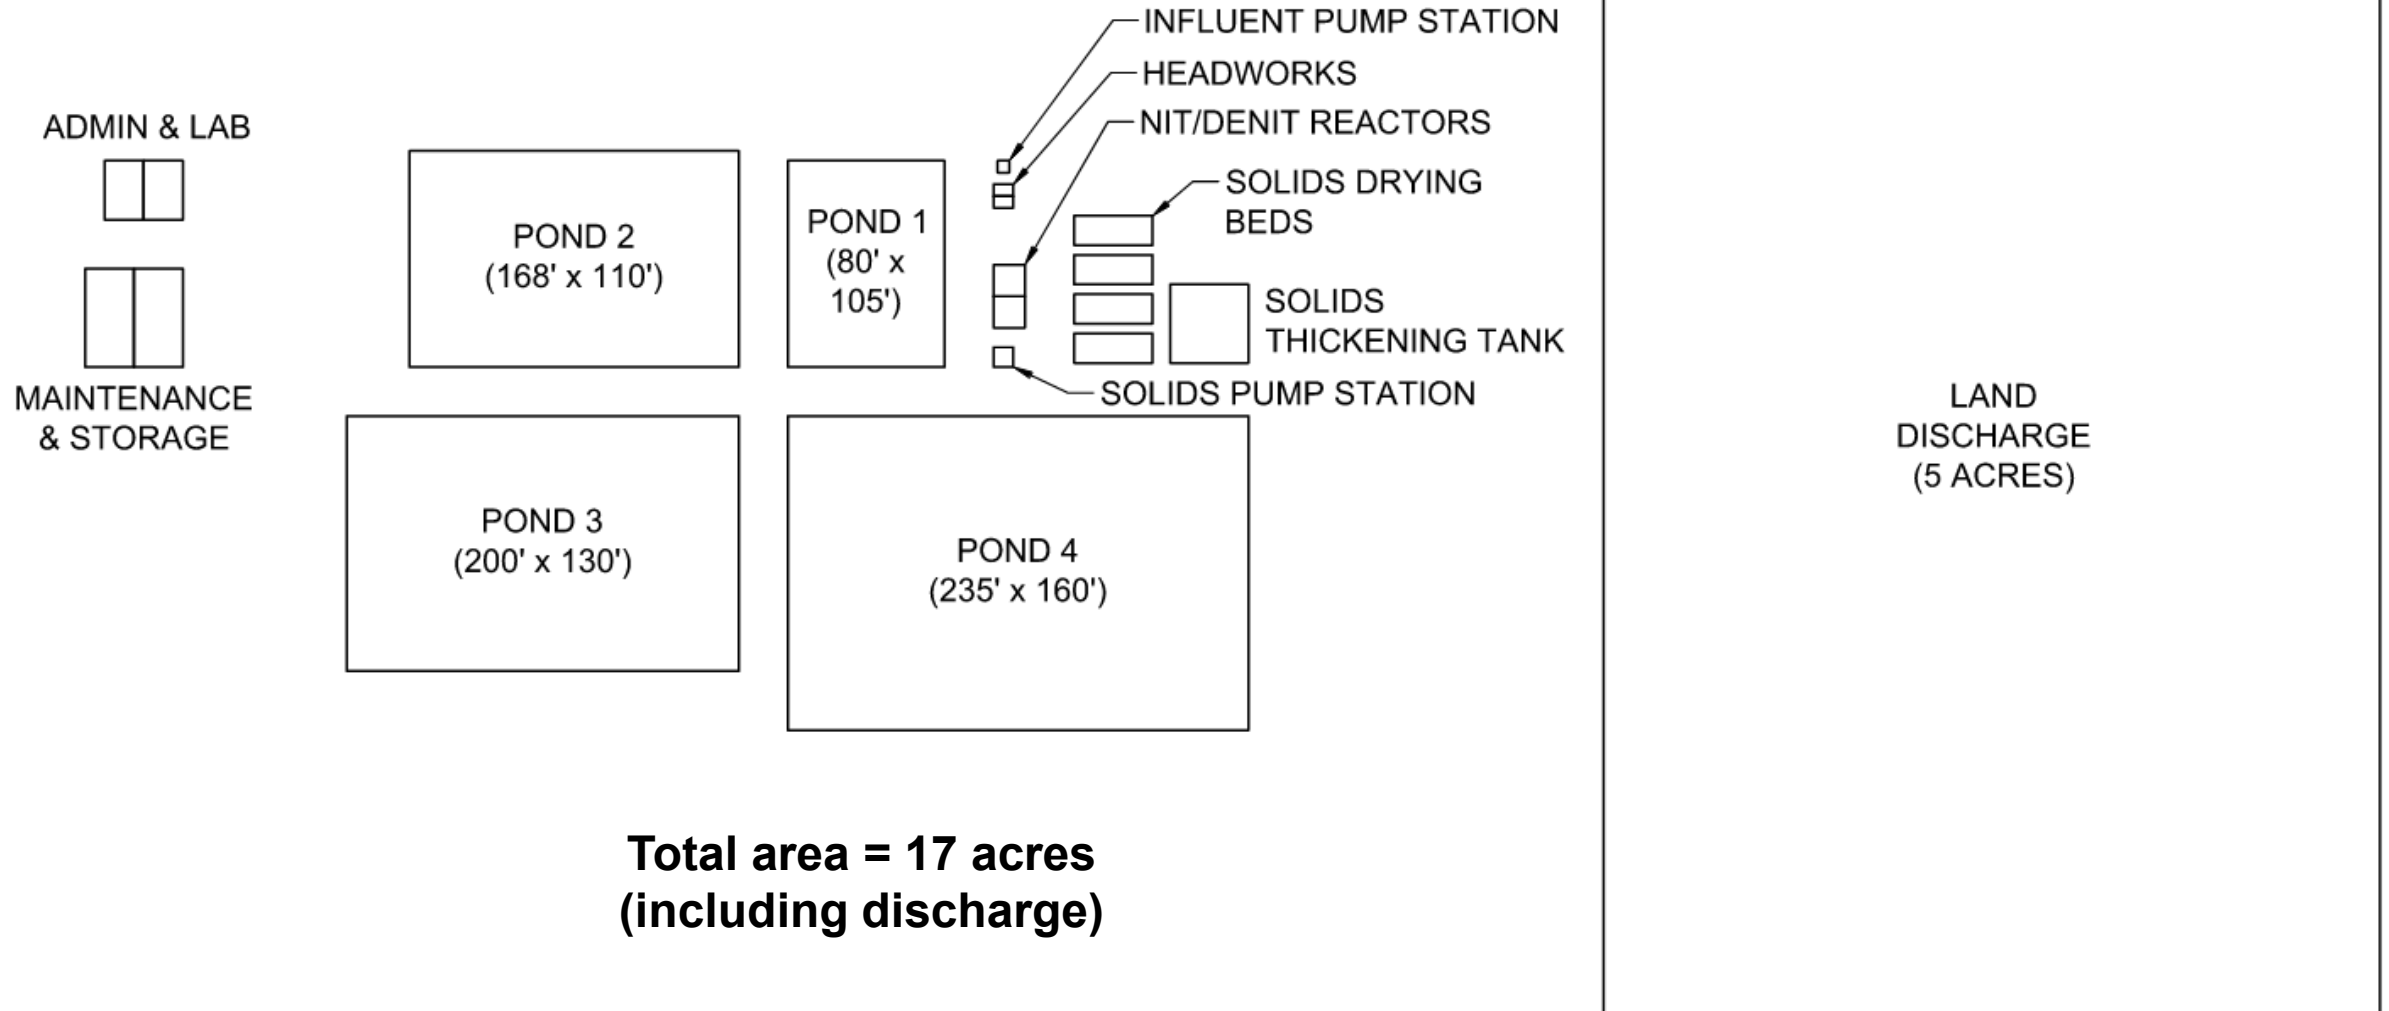 INFLUENT PUMP STATION
HEADWORKS
NIT/DENIT REACTORS
ADMIN & LAB
SOLIDS DRYING
BEDS
POND 2
(168' x 110')
POND 1
(80' x
105')
SOLIDS
THICKENING TANK
SOLIDS PUMP STATION
MAINTENANCE
& STORAGE
LAND
DISCHARGE
(5 ACRES)
POND 3
(200' x 130')
POND 4
(235' x 160')
Total area = 17 acres
(including discharge)